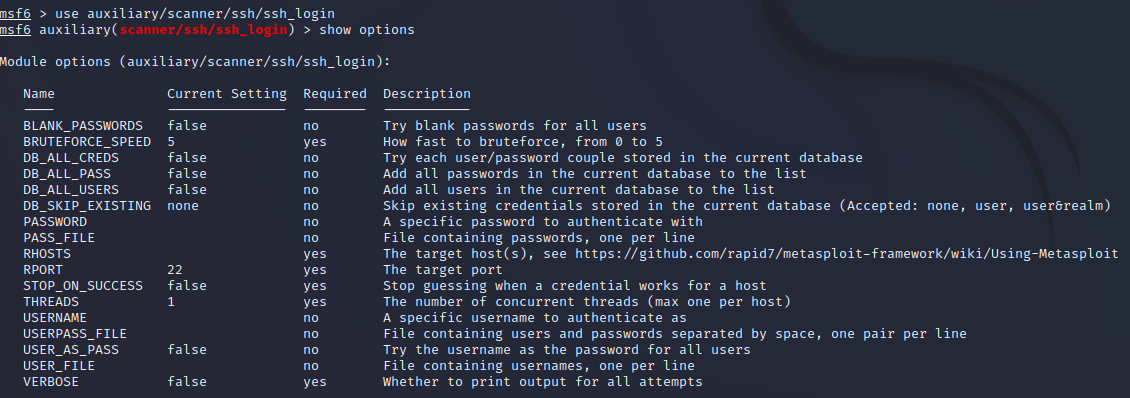 msf6 > use auxiliary/scanner/ssh/ssh_login
msf6 auxiliary(scanner/ssh/ssh_login) > show options
Module options (auxiliary/scanner/ssh/ssh_login):
Name Current Setting Required Description
BLANK_PASSWORDS false no Try blank passwords for all users
BRUTEFORCE_SPEED 5 yes How fast to bruteforce, from 0 to 5
DB_ALL_CREDS false no Try each user/password couple stored in the current database
DB_ALL_PASS false no Add all passwords in the current database to the list
DB_ALL_USERS false no Add all users in the current database to the list
DB_SKIP_EXISTING none no Skip existing credentials stored in the current database (Accepted: none, user, user&realm)
PASSWORD no A specific password to authenticate with
PASS_FILE no File containing passwords, one per line
RHOSTS yes The target host(s), see https://github.com/rapid7/metasploit-framework/wiki/Using-Metasploit
RPORT 22 yes The target port
STOP_ON_SUCCESS false yes Stop guessing when a credential works for a host
THREADS 1 yes The number of concurrent threads (max one per host)
USERNAME no A specific username to authenticate as
USERPASS_FILE no File containing users and passwords separated by space, one pair per line
USER_AS_PASS false no Try the username as the password for all users
USER_FILE no File containing usernames, one per line
VERBOSE false yes Whether to print output for all attempts